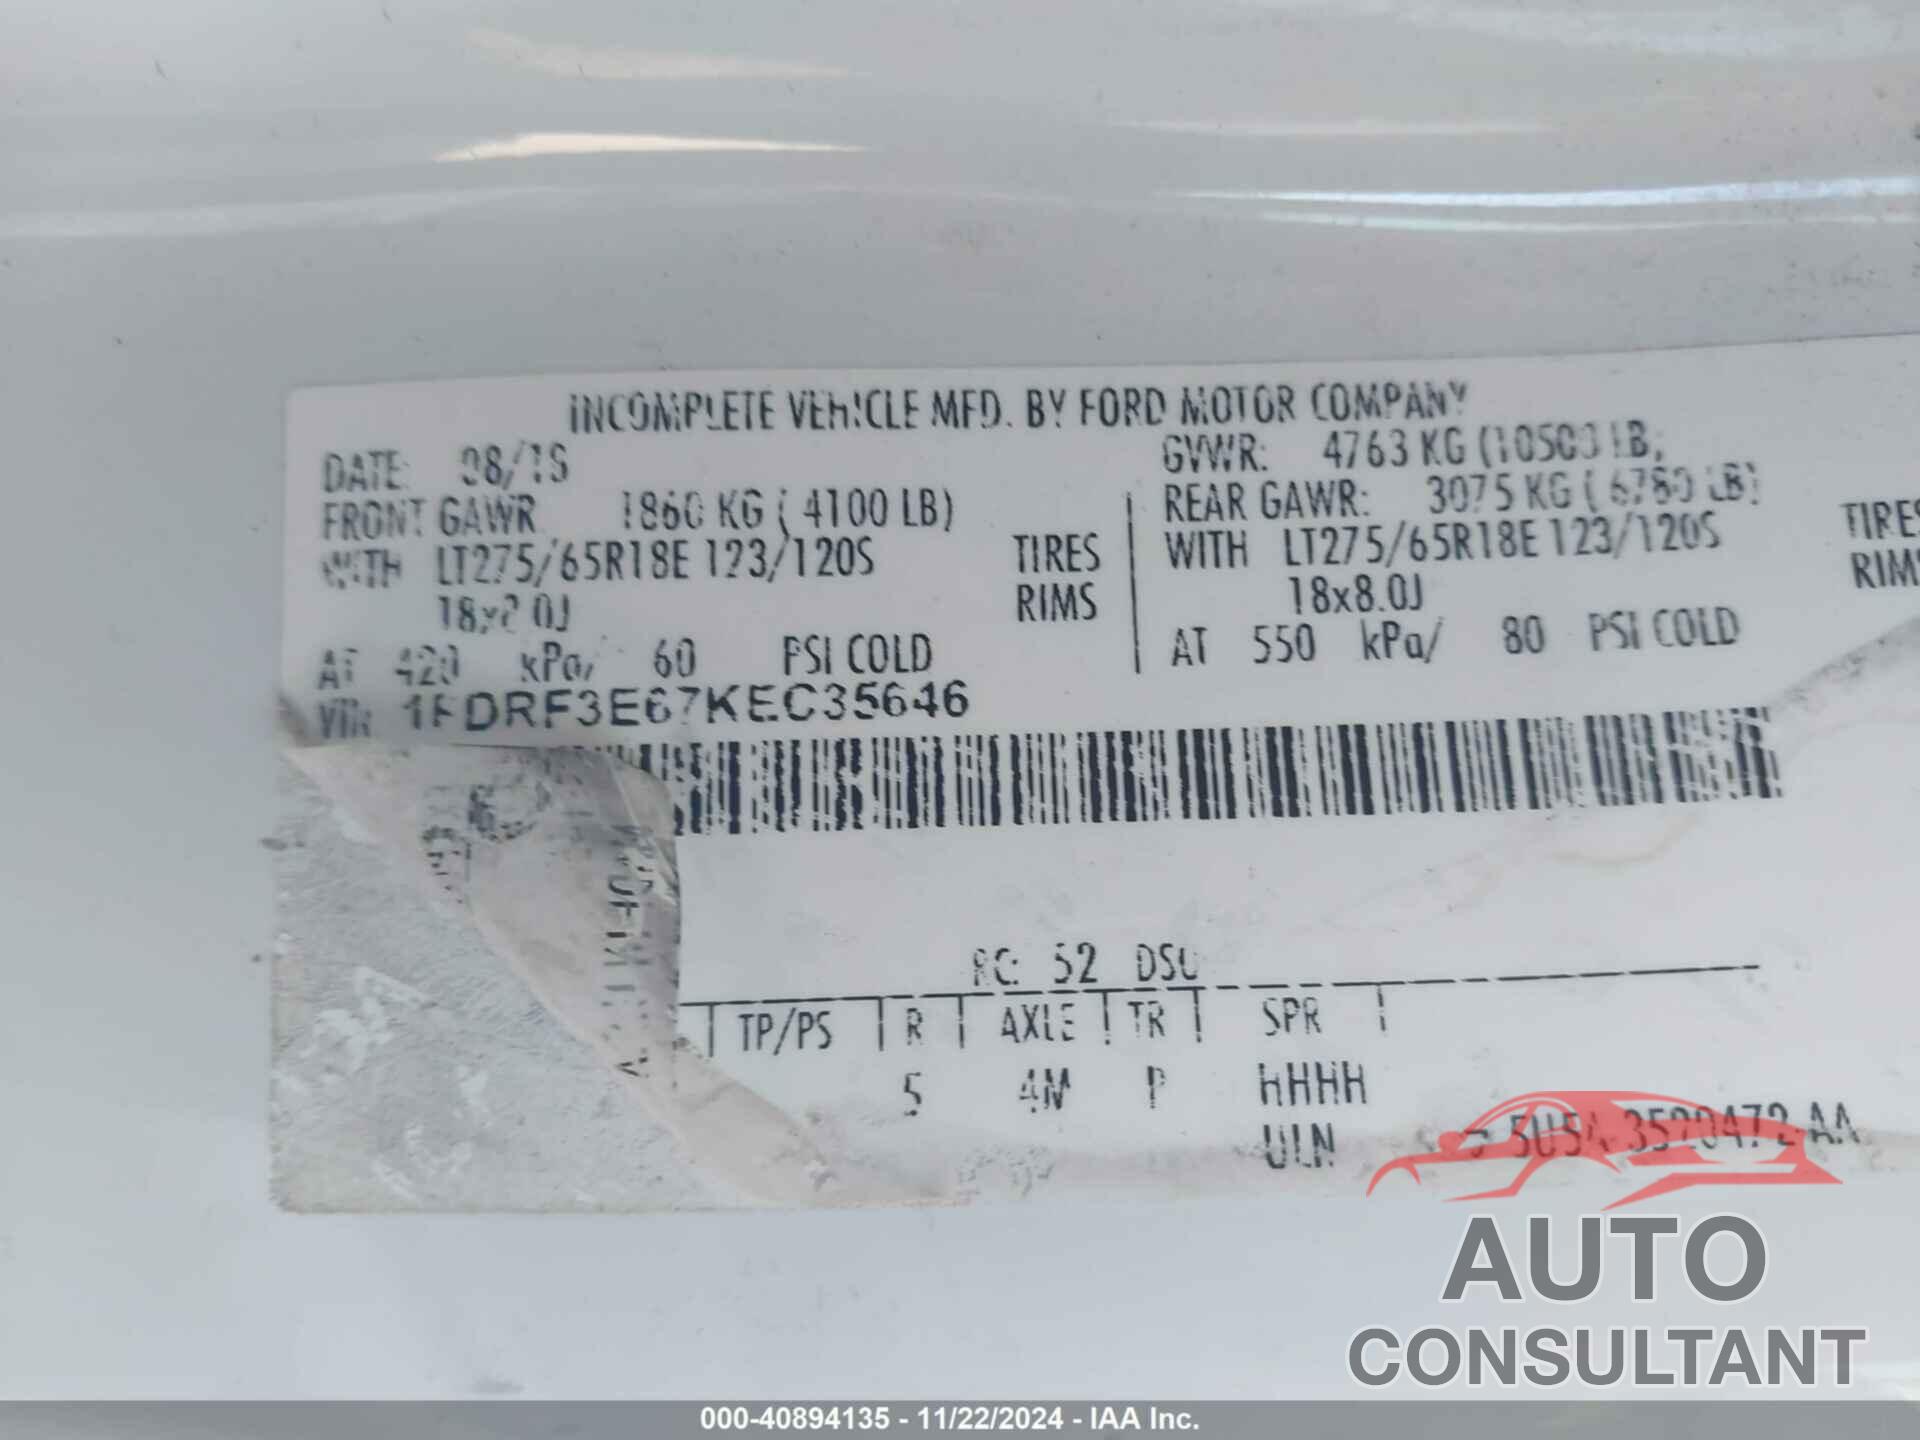 INCOMPLETE VEHICLE MFD. BY FORD MOTOR COMPANY
DATE: 08/19
GVWR: 4763 KG (10500 LB)
FRONT GAWR: 1860 KG ( 4100 LB)
REAR GAWR: 3075 KG ( 6780 LB)
WITH LT275/65R18E 123/120S TIRES
WITH LT275/65R18E 123/120S TIRES
18x8.0J RIMS
18x8.0J RIMS
AT 420 kPa/ 60 PSI COLD
AT 550 kPa/ 80 PSI COLD
VIN: 1FDRF3E67KEC35646
RC: 52 DSO
TP/PS R AXLE TR SPR
5 4M P HHHH
ULN
AUTO
CONSULTANT
000-40894135 - 11/22/2024 - IAA Inc.